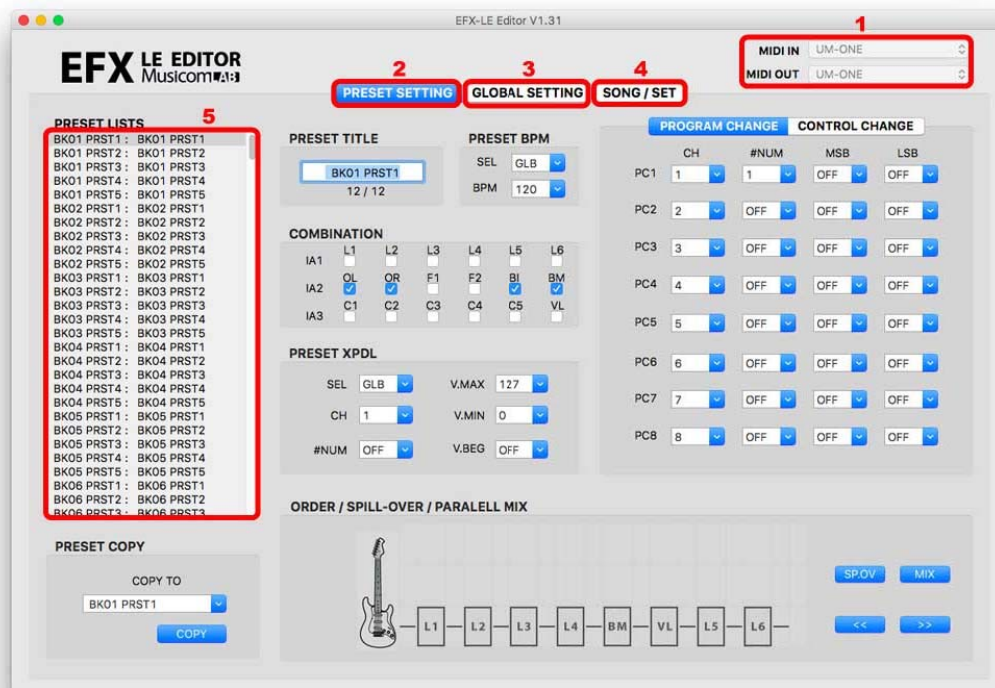 EFX-LE Editor V1.31
1
MIDI IN UM-ONE
MIDI OUT UM-ONE
EFX LE EDITOR
MusicomLAB
2 3 4
PRESET SETTING GLOBAL SETTING SONG / SET
5
PRESET LISTS
BK01 PRST1 : BK01 PRST1
BK01 PRST2 : BK01 PRST2
BK01 PRST3 : BK01 PRST3
BK01 PRST4 : BK01 PRST4
BK01 PRST5 : BK01 PRST5
BK02 PRST1 : BK02 PRST1
BK02 PRST2 : BK02 PRST2
BK02 PRST3 : BK02 PRST3
BK02 PRST4 : BK02 PRST4
BK02 PRST5 : BK02 PRST5
BK03 PRST1 : BK03 PRST1
BK03 PRST2 : BK03 PRST2
BK03 PRST3 : BK03 PRST3
BK03 PRST4 : BK03 PRST4
BK03 PRST5 : BK03 PRST5
BK04 PRST1 : BK04 PRST1
BK04 PRST2 : BK04 PRST2
BK04 PRST3 : BK04 PRST3
BK04 PRST4 : BK04 PRST4
BK04 PRST5 : BK04 PRST5
BK05 PRST1 : BK05 PRST1
BK05 PRST2 : BK05 PRST2
BK05 PRST3 : BK05 PRST3
BK05 PRST4 : BK05 PRST4
BK05 PRST5 : BK05 PRST5
BK06 PRST1 : BK06 PRST1
BK06 PRST2 : BK06 PRST2
BK06 PRST3 : BK06 PRST3
PRESET COPY
COPY TO
BK01 PRST1
COPY
PRESET TITLE
BK01 PRST1
12 / 12
PRESET BPM
SEL GLB
BPM 120
COMBINATION
L1 L2 L3 L4 L5 L6
IA1
OL OR F1 F2 BI BM
IA2
C1 C2 C3 C4 C5 VL
IA3
PRESET XPDL
SEL GLB V.MAX 127
CH 1 V.MIN 0
#NUM OFF V.BEG OFF
PROGRAM CHANGE CONTROL CHANGE
CH #NUM MSB LSB
PC1 1 1 OFF OFF
PC2 2 OFF OFF OFF
PC3 3 OFF OFF OFF
PC4 4 OFF OFF OFF
PC5 5 OFF OFF OFF
PC6 6 OFF OFF OFF
PC7 7 OFF OFF OFF
PC8 8 OFF OFF OFF
ORDER / SPILL-OVER / PARALELL MIX
SP.OV MIX
L1 L2 L3 L4 BM VL L5 L6
<< >>